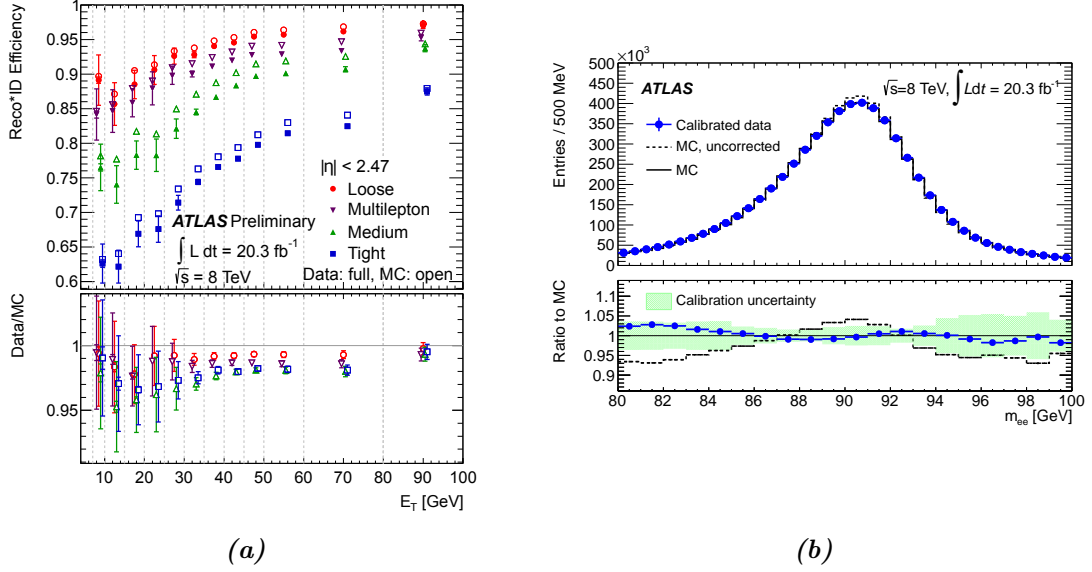 Reco*ID Efficiency
0.95
0.9
0.85
0.8
0.75
0.7
0.65
0.6
|η| < 2.47
Loose
Multilepton
Medium
Tight
Data: full, MC: open
ATLAS Preliminary
∫ L dt = 20.3 fb⁻¹
√s = 8 TeV
Data/MC
1
0.95
10 20 30 40 50 60 70 80 90 100
E_T [GeV]
(a)
×10³
Entries / 500 MeV
500
450
400
350
300
250
200
150
100
50
0
ATLAS
√s=8 TeV, ∫ Ldt = 20.3 fb⁻¹
Calibrated data
MC, uncorrected
MC
Ratio to MC
1.1
1.05
1.00
0.95
0.9
Calibration uncertainty
80 82 84 86 88 90 92 94 96 98 100
m_ee [GeV]
(b)